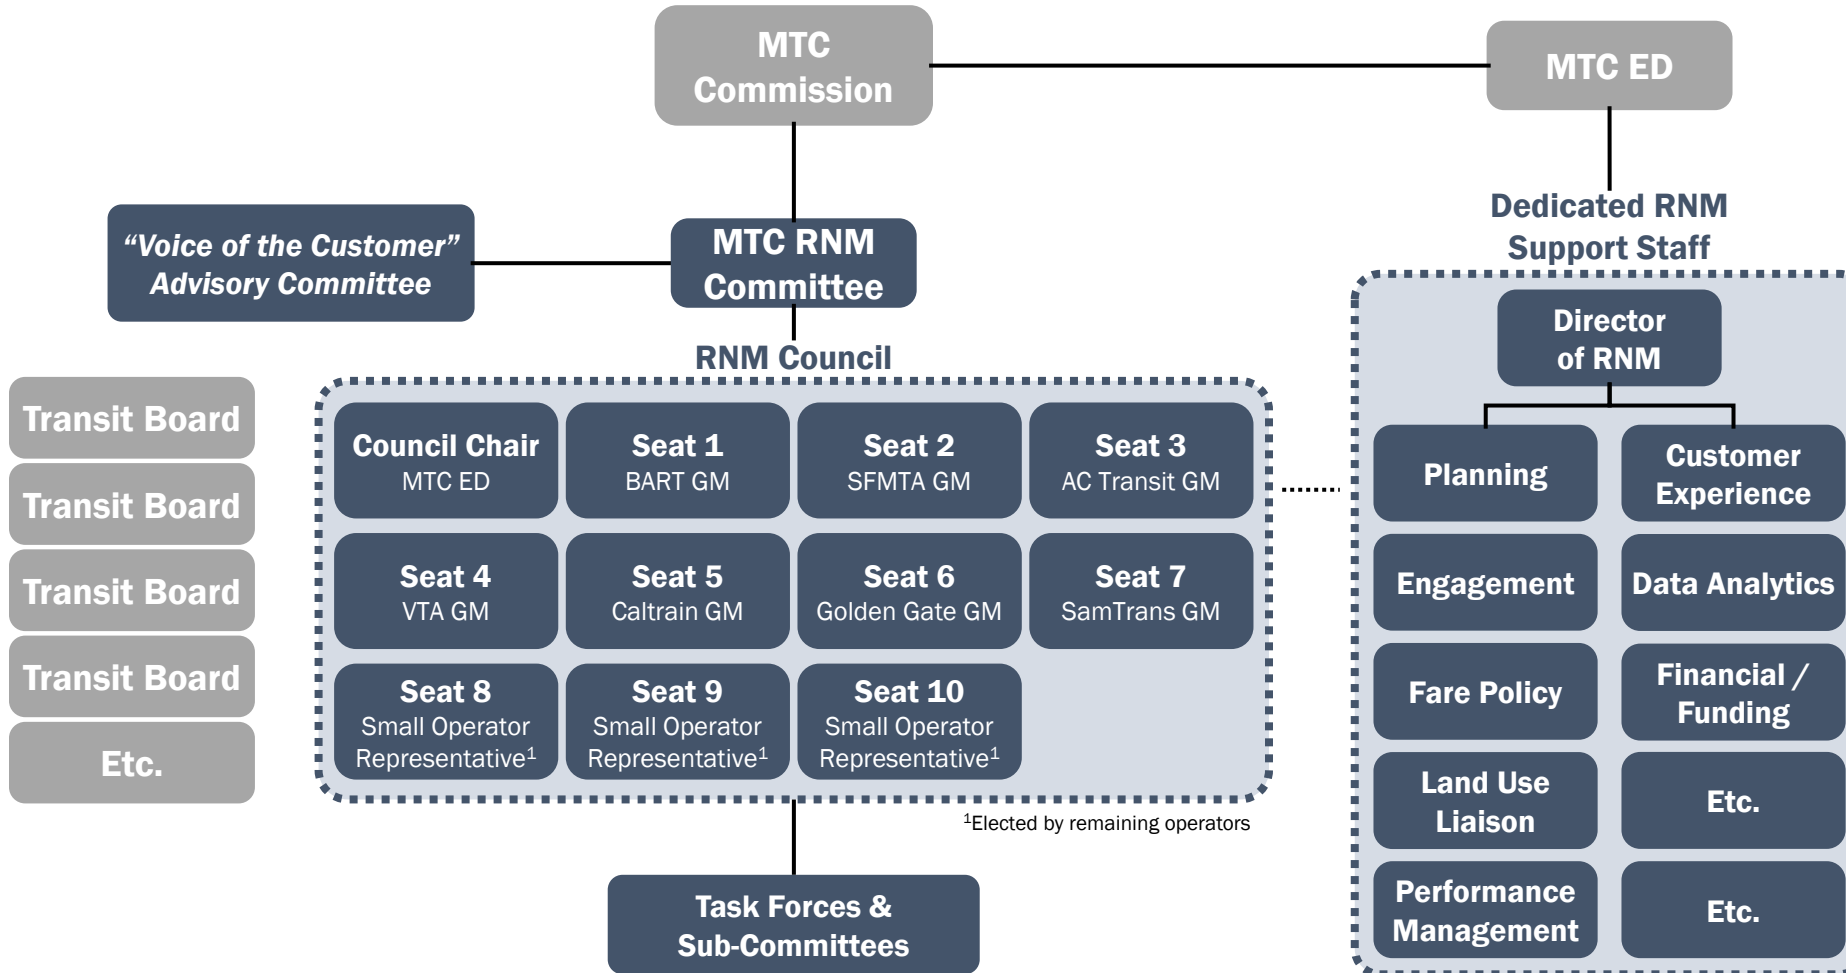 MTC
Commission
MTC ED
“Voice of the Customer”
Advisory Committee
MTC RNM
Committee
RNM Council
Transit Board
Transit Board
Transit Board
Transit Board
Etc.
Council Chair
MTC ED
Seat 1
BART GM
Seat 2
SFMTA GM
Seat 3
AC Transit GM
Seat 4
VTA GM
Seat 5
Caltrain GM
Seat 6
Golden Gate GM
Seat 7
SamTrans GM
Seat 8
Small Operator
Representative¹
Seat 9
Small Operator
Representative¹
Seat 10
Small Operator
Representative¹
¹Elected by remaining operators
Task Forces &
Sub-Committees
Dedicated RNM
Support Staff
Director
of RNM
Planning
Customer
Experience
Engagement
Data Analytics
Fare Policy
Financial /
Funding
Land Use
Liaison
Etc.
Performance
Management
Etc.